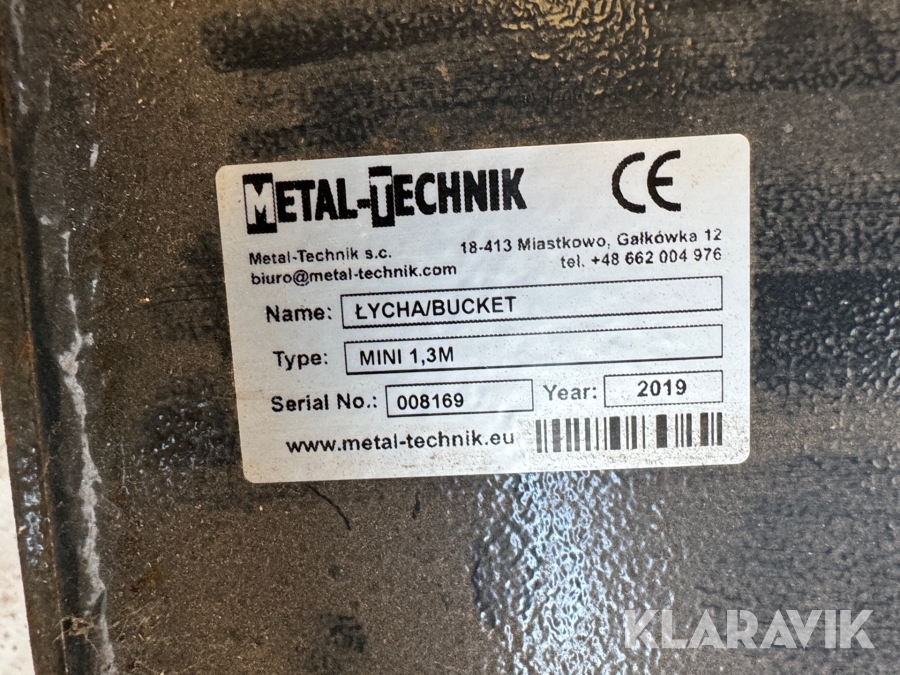 METAL-TECHNIK
CE
Metal-Technik s.c.
biuro@metal-technik.com
18-413 Miastkowo, Gałkówka 12
tel. +48 662 004 976
Name: ŁYCHA/BUCKET
Type: MINI 1,3M
Serial No.: 008169 Year: 2019
www.metal-technik.eu
KLARAVIK